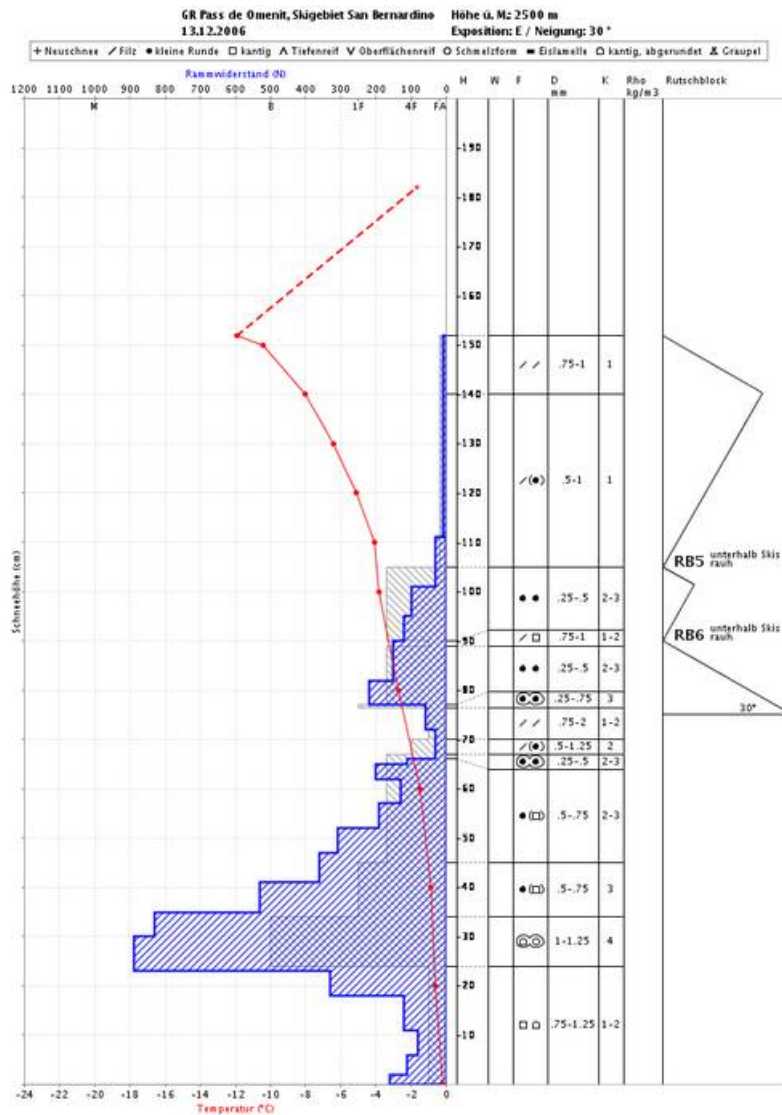 GR Pass de Omenit, Skigebiet San Bernardino Höhe ü. M.: 2500 m
13.12.2006 Exposition: E / Neigung: 30 °
+ Neuschnee / Filz ● kleine Runde □ kantig Λ Tiefenreif V Oberflächenreif O Schmelzform ▬ Eislamelle kantig, abgerundet Graupel
Rammwiderstand (N) H W F D K Rho Rutschblock
1200 1100 1000 900 800 700 600 500 400 300 200 100 0 mm kg/m3
M B 1F 4F FA
190
180
170
160
150
.75-1 1
140
130
.5-1 1
120
110
RB5 unterhalb Skis
rauh
100
.25-.5 2-3
90
.75-1 1-2
RB6 unterhalb Skis
rauh
.25-.5 2-3
80
.25-.75 3
30°
.75-2 1-2
70
.5-1.25 2
.25-.5 2-3
60
.5-.75 2-3
50
40
.5-.75 3
30
1-1.25 4
20
.75-1.25 1-2
10
Schneehöhe (cm)
-24 -22 -20 -18 -16 -14 -12 -10 -8 -6 -4 -2 0
Temperatur (°C)